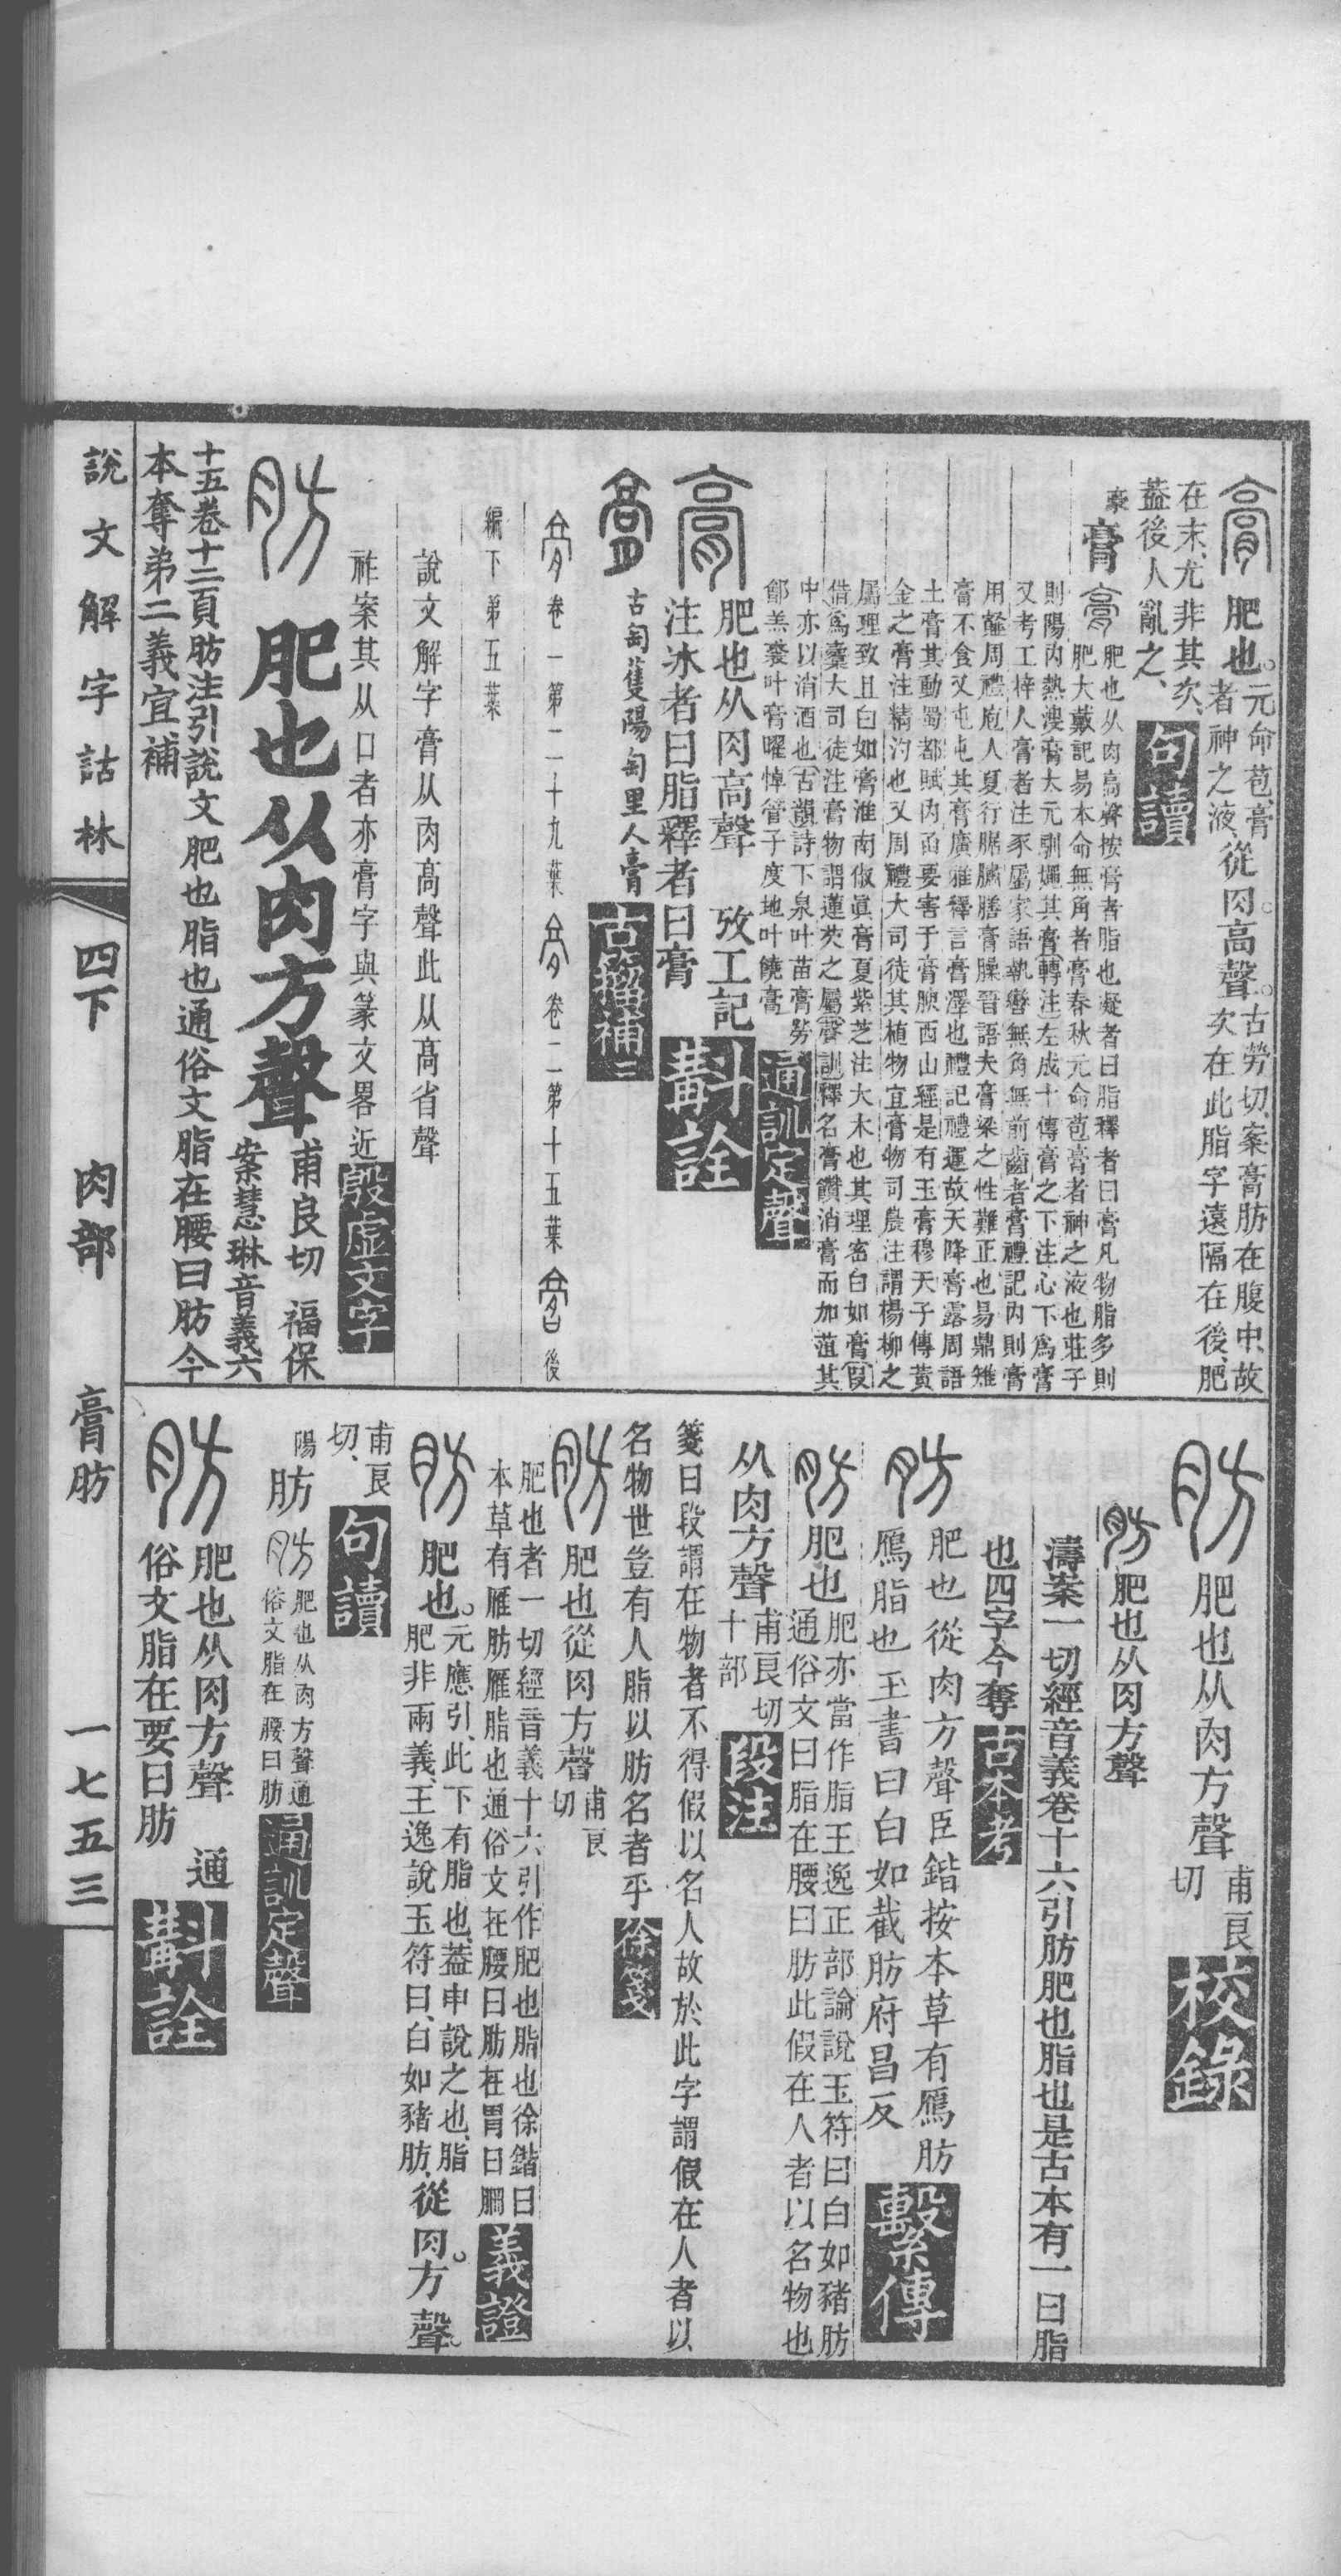 膏肥也。元命苞膏
者神之液從肉高聲。古勞切案膏肪在腹中故
次在此脂字遠隔在後肥
在末尤非其次
葢後人亂之、句讀
豪膏膏肥也从肉高聲按膏者脂也凝者曰脂釋者曰膏凡物脂多則
肥大戴記易本命無角者膏春秋元命苞膏者神之液也莊子
則陽內熱溲膏太元馴嬭其膏轉注左成十傳膏之下注心下爲膏
又考工梓人膏者注豕屬家語執轡無角無前齒者膏禮記內則膏
用薤周禮庖人夏行腒鱐膳膏臊晉語夫膏粱之性難正也易鼎雉
膏不食又屯屯其膏廣雅釋言膏澤也禮記禮運故天降膏露周語
土膏其動蜀都賦內函要害于膏腴西山經是有玉膏穆天子傳黃
金之膏注精汋也又周禮大司徒其植物宜膏物司農注謂楊柳之
屬理致且白如膏淮南俶眞膏夏紫芝注大木也其理密白如膏假
借爲櫜大司徒注膏物謂蓮芡之屬聲訓釋名膏饡消膏而加菹其
中亦以消酒也古韻詩下泉叶苗膏勞
鄶羔裘叶膏曜悼管子度地叶饒膏通訓定聲
膏肥也从肉高聲 攷工記
注冰者曰脂釋者曰膏斠詮
古匋蒦陽匋里人膏古籀補二
卷一第二十九葉 卷二第十五葉 後
編下第五葉
說文解字膏从肉高聲此从高省聲
祚案其从口者亦膏字與篆文畧近殷虛文字
肪肥也从肉方聲甫良切 福保
案慧琳音義六
十五卷十二頁肪注引說文肥也脂也通俗文脂在腰曰肪今
本奪弟二義宜補
說文解字詁林 四下 肉部 膏肪 一七五三
肪肥也从肉方聲甫良
切校錄
肪肥也从肉方聲
濤案一切經音義卷十六引肪肥也脂也是古本有一曰脂
也四字今奪古本考
肪肥也從肉方聲臣鍇按本草有鴈肪
鴈脂也王書曰白如截肪府昌反繫傳
肪肥也肥亦當作脂王逸正部論說玉符曰白如豬肪
通俗文曰脂在腰曰肪此假在人者以名物也
从肉方聲甫良切
十部段注
箋曰段謂在物者不得假以名人故於此字謂假在人者以
名物世豈有人脂以肪名者乎徐箋
肪肥也從肉方聲甫良
切
肥也者一切經音義十六引作肥也脂也徐鍇曰
本草有雁肪雁脂也通俗文在腰曰肪在胃曰䐃義證
肪肥也。元應引、此下有脂也、葢申說之也、脂
肥非兩義、王逸說玉符曰、白如豬肪、從肉。方聲。
甫良
切、句讀
陽肪肪肥也从肉方聲通
俗文脂在腰曰肪通訓定聲
肪肥也从肉方聲 通
俗文脂在要曰肪斠詮